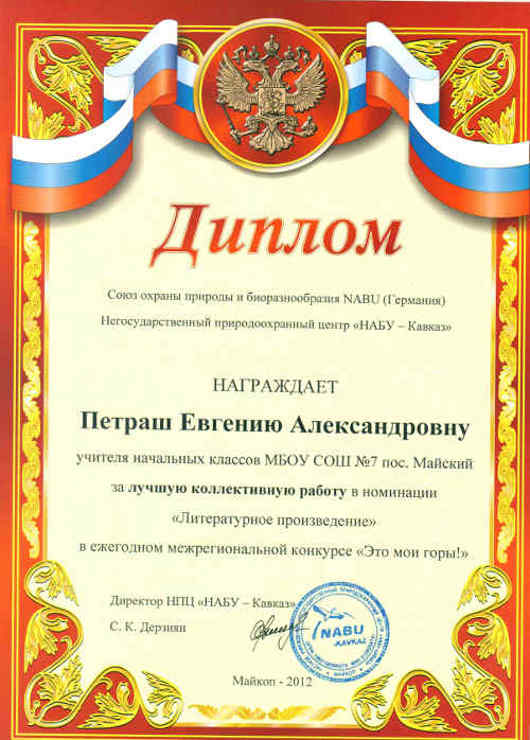 Диплом
Союз охраны природы и биоразнообразия NABU (Германия)
Негосударственный природоохранный центр «НАБУ – Кавказ»
НАГРАЖДАЕТ
Петраш Евгению Александровну
учителя начальных классов МБОУ СОШ №7 пос. Майский
за лучшую коллективную работу в номинации
«Литературное произведение»
в ежегодном межрегиональной конкурсе «Это мои горы!»
Директор НПЦ «НАБУ – Кавказ»
С. К. Дерзиян
NABU
KAVKAZ
Майкоп - 2012